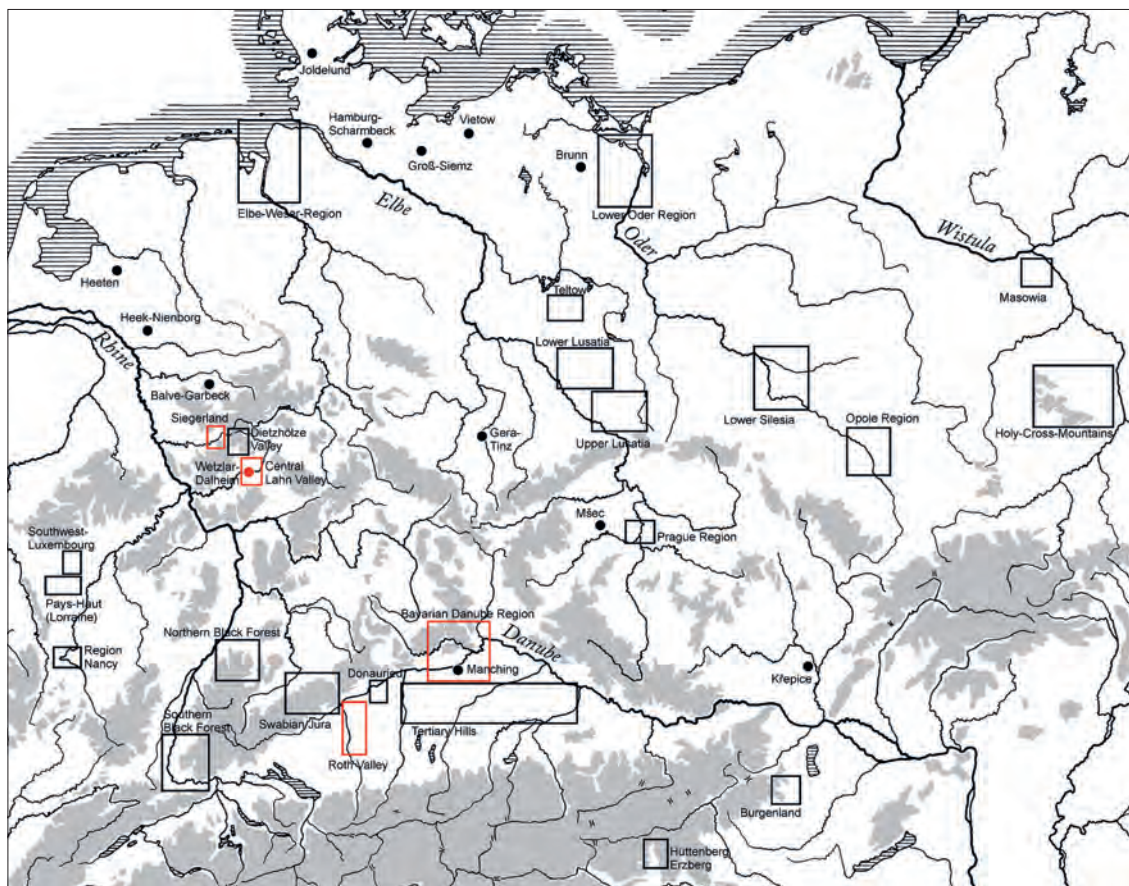 Joldelund
Hamburg-
Scharmbeck
Vietow
Groß-Siemz
Brunn
Elbe-Weser-Region
Elbe
Lower Oder Region
Oder
Wistula
Heeten
Teltow
Masowia
Heek-Nienborg
Rhine
Lower Lusatia
Balve-Garbeck
Siegerland
Dietzhölze
Valley
Gera-
Tinz
Upper Lusatia
Lower Silesia
Opole Region
Holy-Cross-Mountains
Wetzlar-
Dalheim
Central
Lahn Valley
Mšec
Prague Region
Southwest-
Luxembourg
Pays-Haut
(Lorraine)
Bavarian Danube Region
Danube
Northern Black Forest
Region
Nancy
Manching
Donauried
Křepice
Swabian Jura
Southern
Black Forest
Tertiary Hills
Roth Valley
Burgenland
Hüttenberg
Erzberg